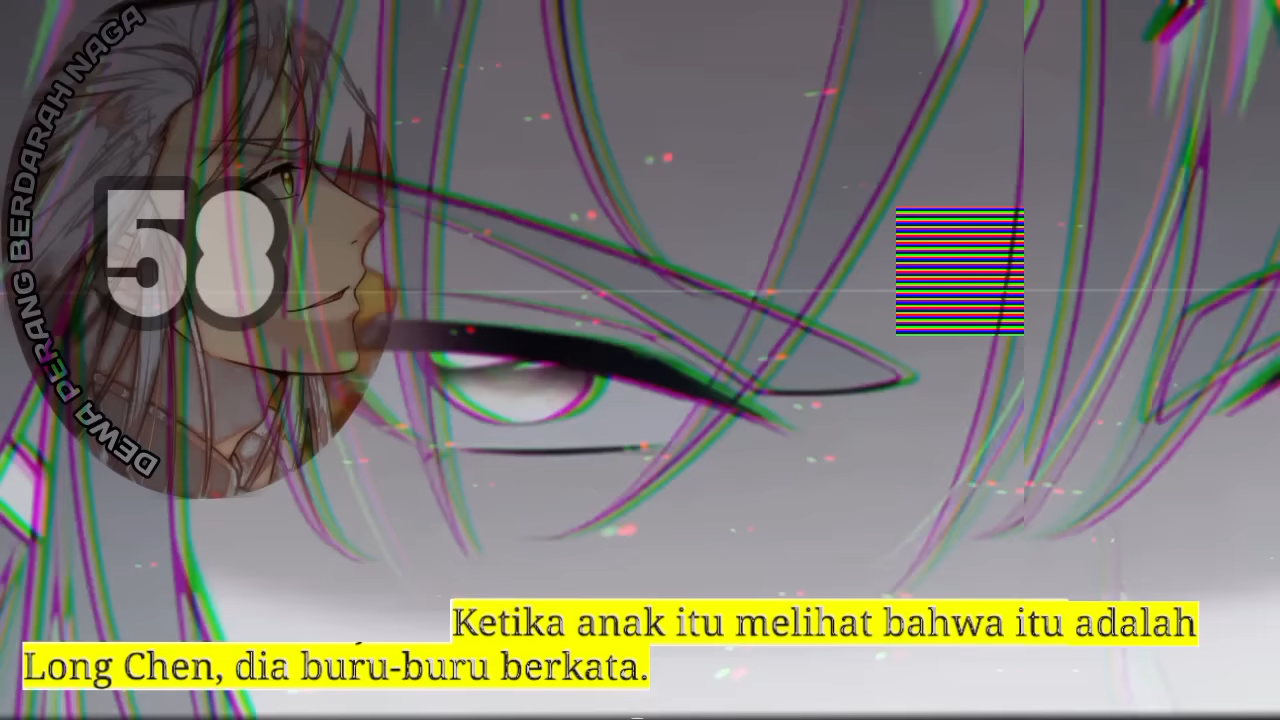 DEWA PERANG BERDARAH NAGA
58
Ketika anak itu melihat bahwa itu adalah
Long Chen, dia buru-buru berkata.